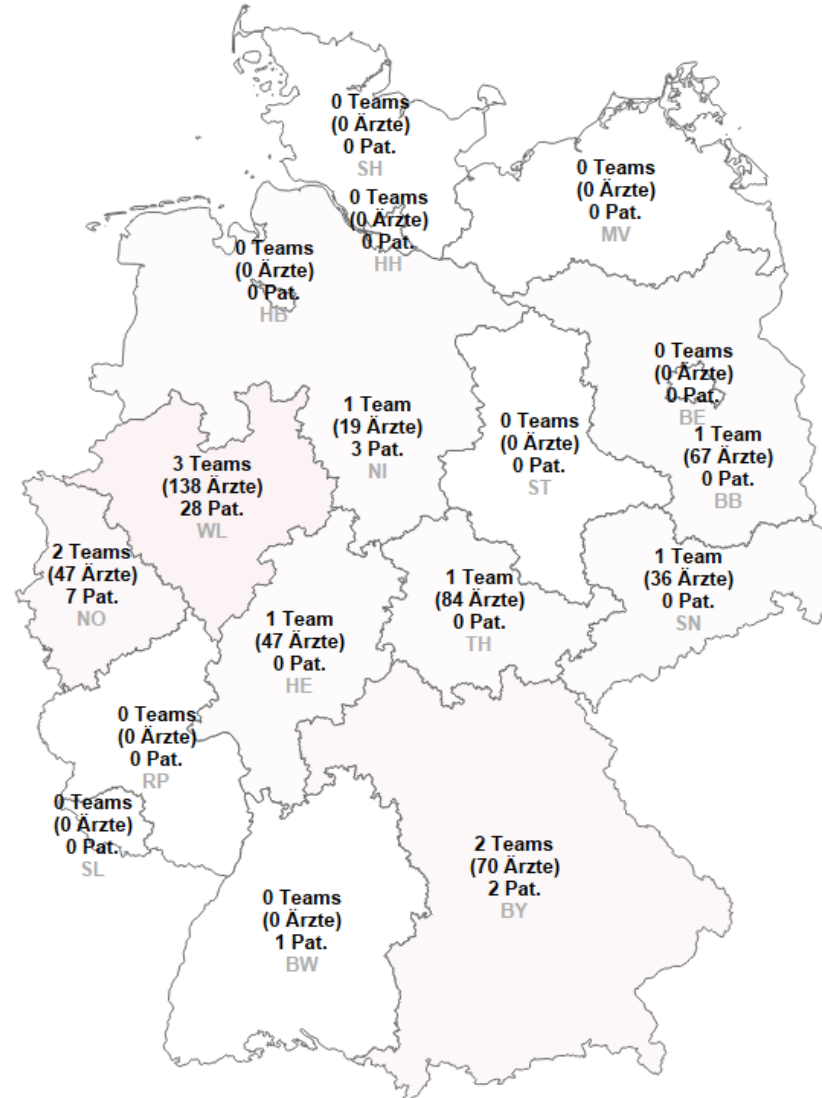 0 Teams
(0 Ärzte)
0 Pat.
SH
0 Teams
(0 Ärzte)
0 Pat.
MV
0 Teams
(0 Ärzte)
0 Pat.
HH
0 Teams
(0 Ärzte)
0 Pat.
HB
0 Teams
(0 Ärzte)
0 Pat.
BE
1 Team
(19 Ärzte)
3 Pat.
NI
0 Teams
(0 Ärzte)
0 Pat.
ST
1 Team
(67 Ärzte)
0 Pat.
BB
3 Teams
(138 Ärzte)
28 Pat.
WL
2 Teams
(47 Ärzte)
7 Pat.
NO
1 Team
(47 Ärzte)
0 Pat.
HE
1 Team
(84 Ärzte)
0 Pat.
TH
1 Team
(36 Ärzte)
0 Pat.
SN
0 Teams
(0 Ärzte)
0 Pat.
RP
0 Teams
(0 Ärzte)
0 Pat.
SL
0 Teams
(0 Ärzte)
1 Pat.
BW
2 Teams
(70 Ärzte)
2 Pat.
BY